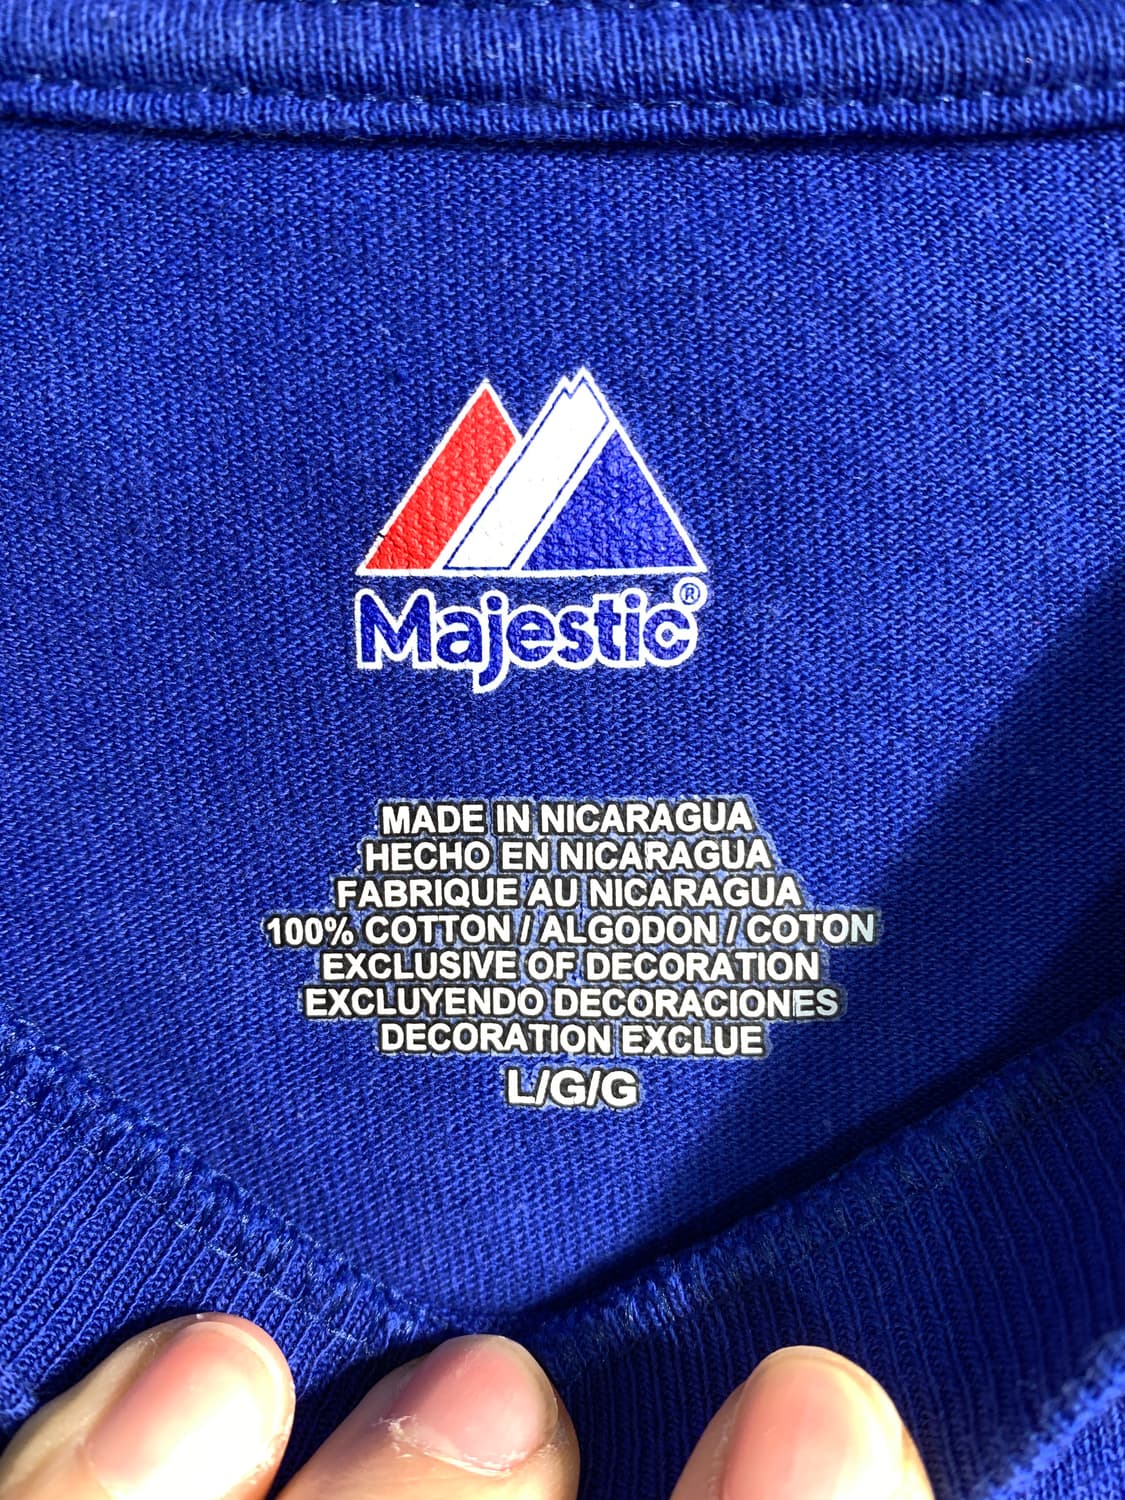 Majestic®
MADE IN NICARAGUA
HECHO EN NICARAGUA
FABRIQUE AU NICARAGUA
100% COTTON / ALGODON / COTON
EXCLUSIVE OF DECORATION
EXCLUYENDO DECORACIONES
DECORATION EXCLUE
L/G/G